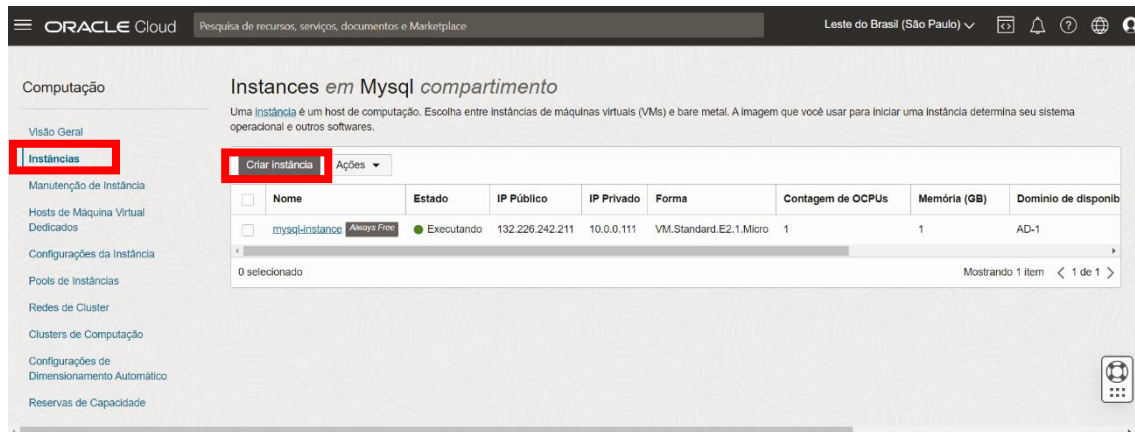 ORACLE Cloud
Pesquisa de recursos, serviços, documentos e Marketplace
Leste do Brasil (São Paulo)
Computação
Visão Geral
Instâncias
Manutenção de Instância
Hosts de Máquina Virtual
Dedicados
Configurações da Instância
Pools de Instâncias
Redes de Cluster
Clusters de Computação
Configurações de
Dimensionamento Automático
Reservas de Capacidade
Instances em Mysql compartimento
Uma instância é um host de computação. Escolha entre instâncias de máquinas virtuais (VMs) e bare metal. A imagem que você usar para iniciar uma instância determina seu sistema
operacional e outros softwares.
Criar instância Ações
Nome Estado IP Público IP Privado Forma Contagem de OCPUs Memória (GB) Domínio de disponib
mysql-instance Always Free Executando 132.226.242.211 10.0.0.111 VM.Standard.E2.1.Micro 1 1 AD-1
0 selecionado Mostrando 1 item < 1 de 1 >